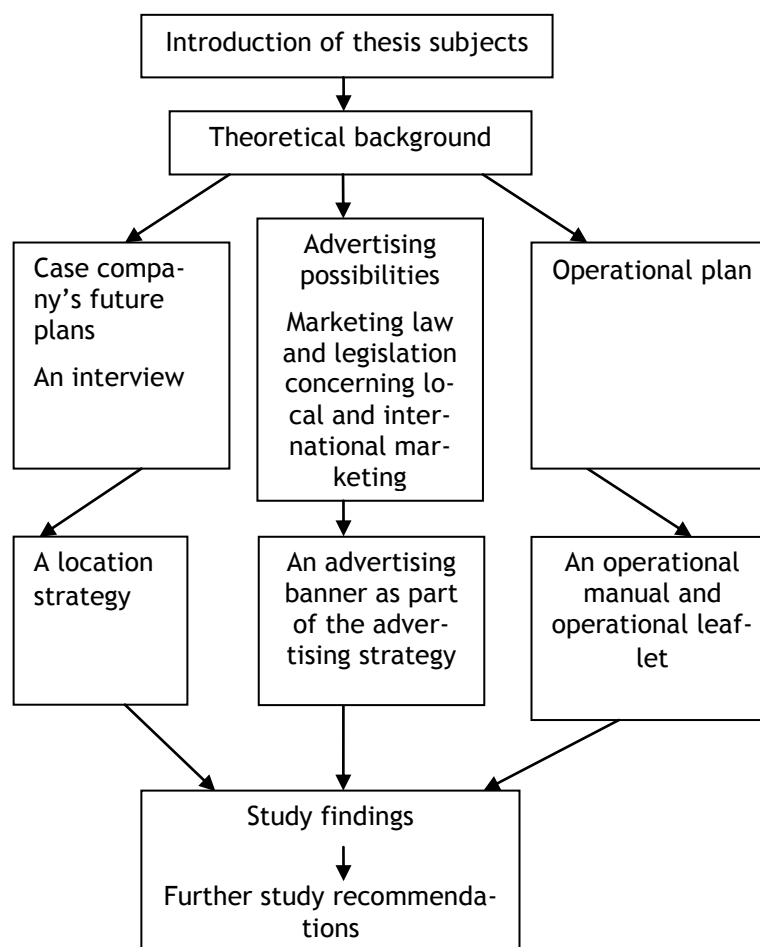 Introduction of thesis subjects
Theoretical background
Case compa-
ny's future
plans
An interview
Advertising
possibilities
Marketing law
and legislation
concerning lo-
cal and inter-
national mar-
keting
Operational plan
A location
strategy
An advertising
banner as part
of the adver-
tising strategy
An operational
manual and
operational leaf-
let
Study findings
Further study recommenda-
tions